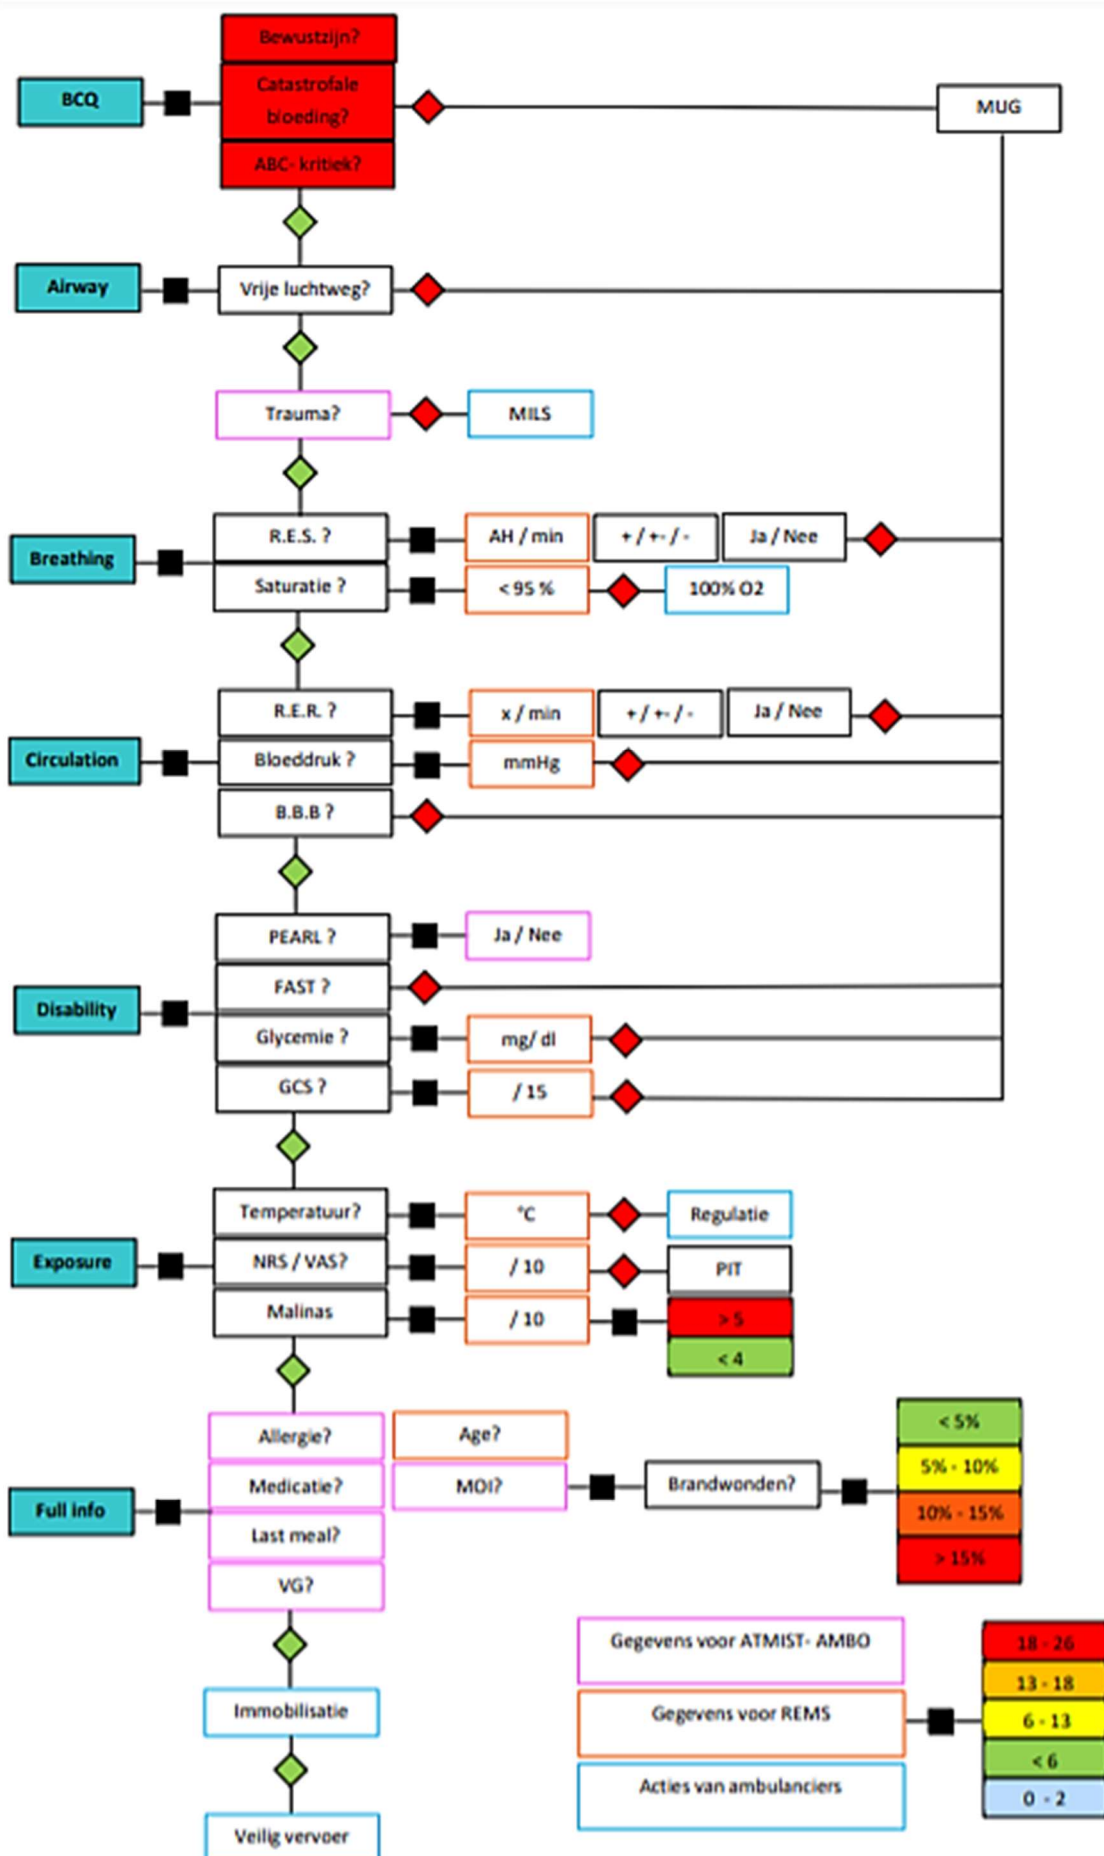 Bewustzijn?
BCQ
Catastrofale
bloeding?
MUG
ABC- kritiek?
Airway
Vrije luchtweg?
Trauma?
MILS
Breathing
R.E.S. ?
AH / min
+ / +- / -
Ja / Nee
Saturatie ?
< 95 %
100% O2
Circulation
R.E.R. ?
x / min
+ / +- / -
Ja / Nee
Bloeddruk ?
mmHg
B.B.B ?
Disability
PEARL ?
Ja / Nee
FAST ?
Glycemie ?
mg/ dl
GCS ?
/ 15
Exposure
Temperatuur?
°C
Regulatie
NRS / VAS?
/ 10
PIT
Malinas
/ 10
> 5
< 4
Full info
Allergie?
Age?
Medicatie?
MOI?
Brandwonden?
< 5%
5% - 10%
10% - 15%
> 15%
Last meal?
VG?
Immobilisatie
Veilig vervoer
Gegevens voor ATMIST- AMBO
Gegevens voor REMS
Acties van ambulanciers
18 - 26
13 - 18
6 - 13
< 6
0 - 2